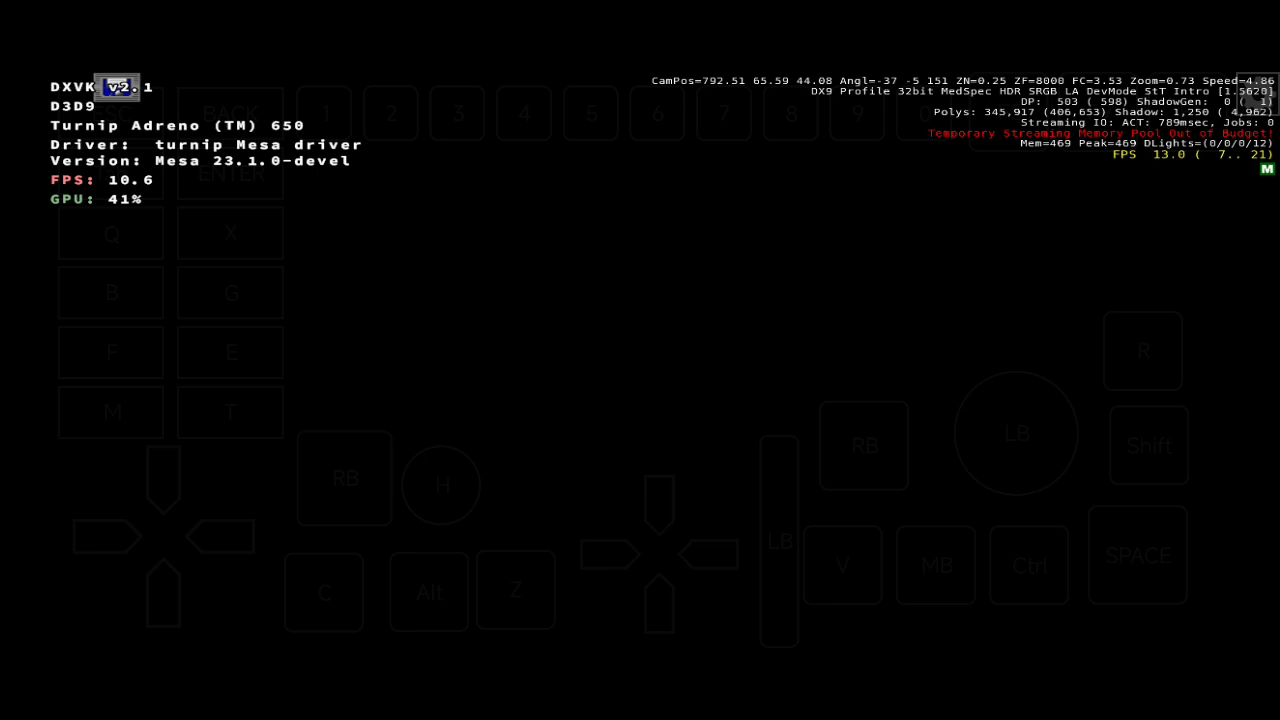 DXVK v2.1
D3D9
Turnip Adreno (TM) 650
Driver: turnip Mesa driver
Version: Mesa 23.1.0-devel
FPS: 10.6
GPU: 41%
CamPos=792.51 65.59 44.08 Angl=-37 -5 151 ZN=0.25 ZF=8000 FC=3.53 Zoom=0.73 Speed=4.86
DX9 Profile 32bit MedSpec HDR SRGB LA DevMode StT Intro [1.5620]
DP: 503 ( 598) ShadowGen: 0 ( 1)
Polys: 345,917 (406,653) Shadow: 1,250 ( 4,962)
Streaming IO: ACT: 789msec, Jobs: 0
Temporary Streaming Memory Pool Out of Budget!
Mem=469 Peak=469 DLights=(0/0/0/12)
FPS 13.0 ( 7.. 21)
M
ESC BACK 1 2 3 4 5 6 7 8 9 0
ENTER
Q X
B G
F E
M T
R
RB H
RB LB Shift
LB
C Alt Z
V MB Ctrl SPACE